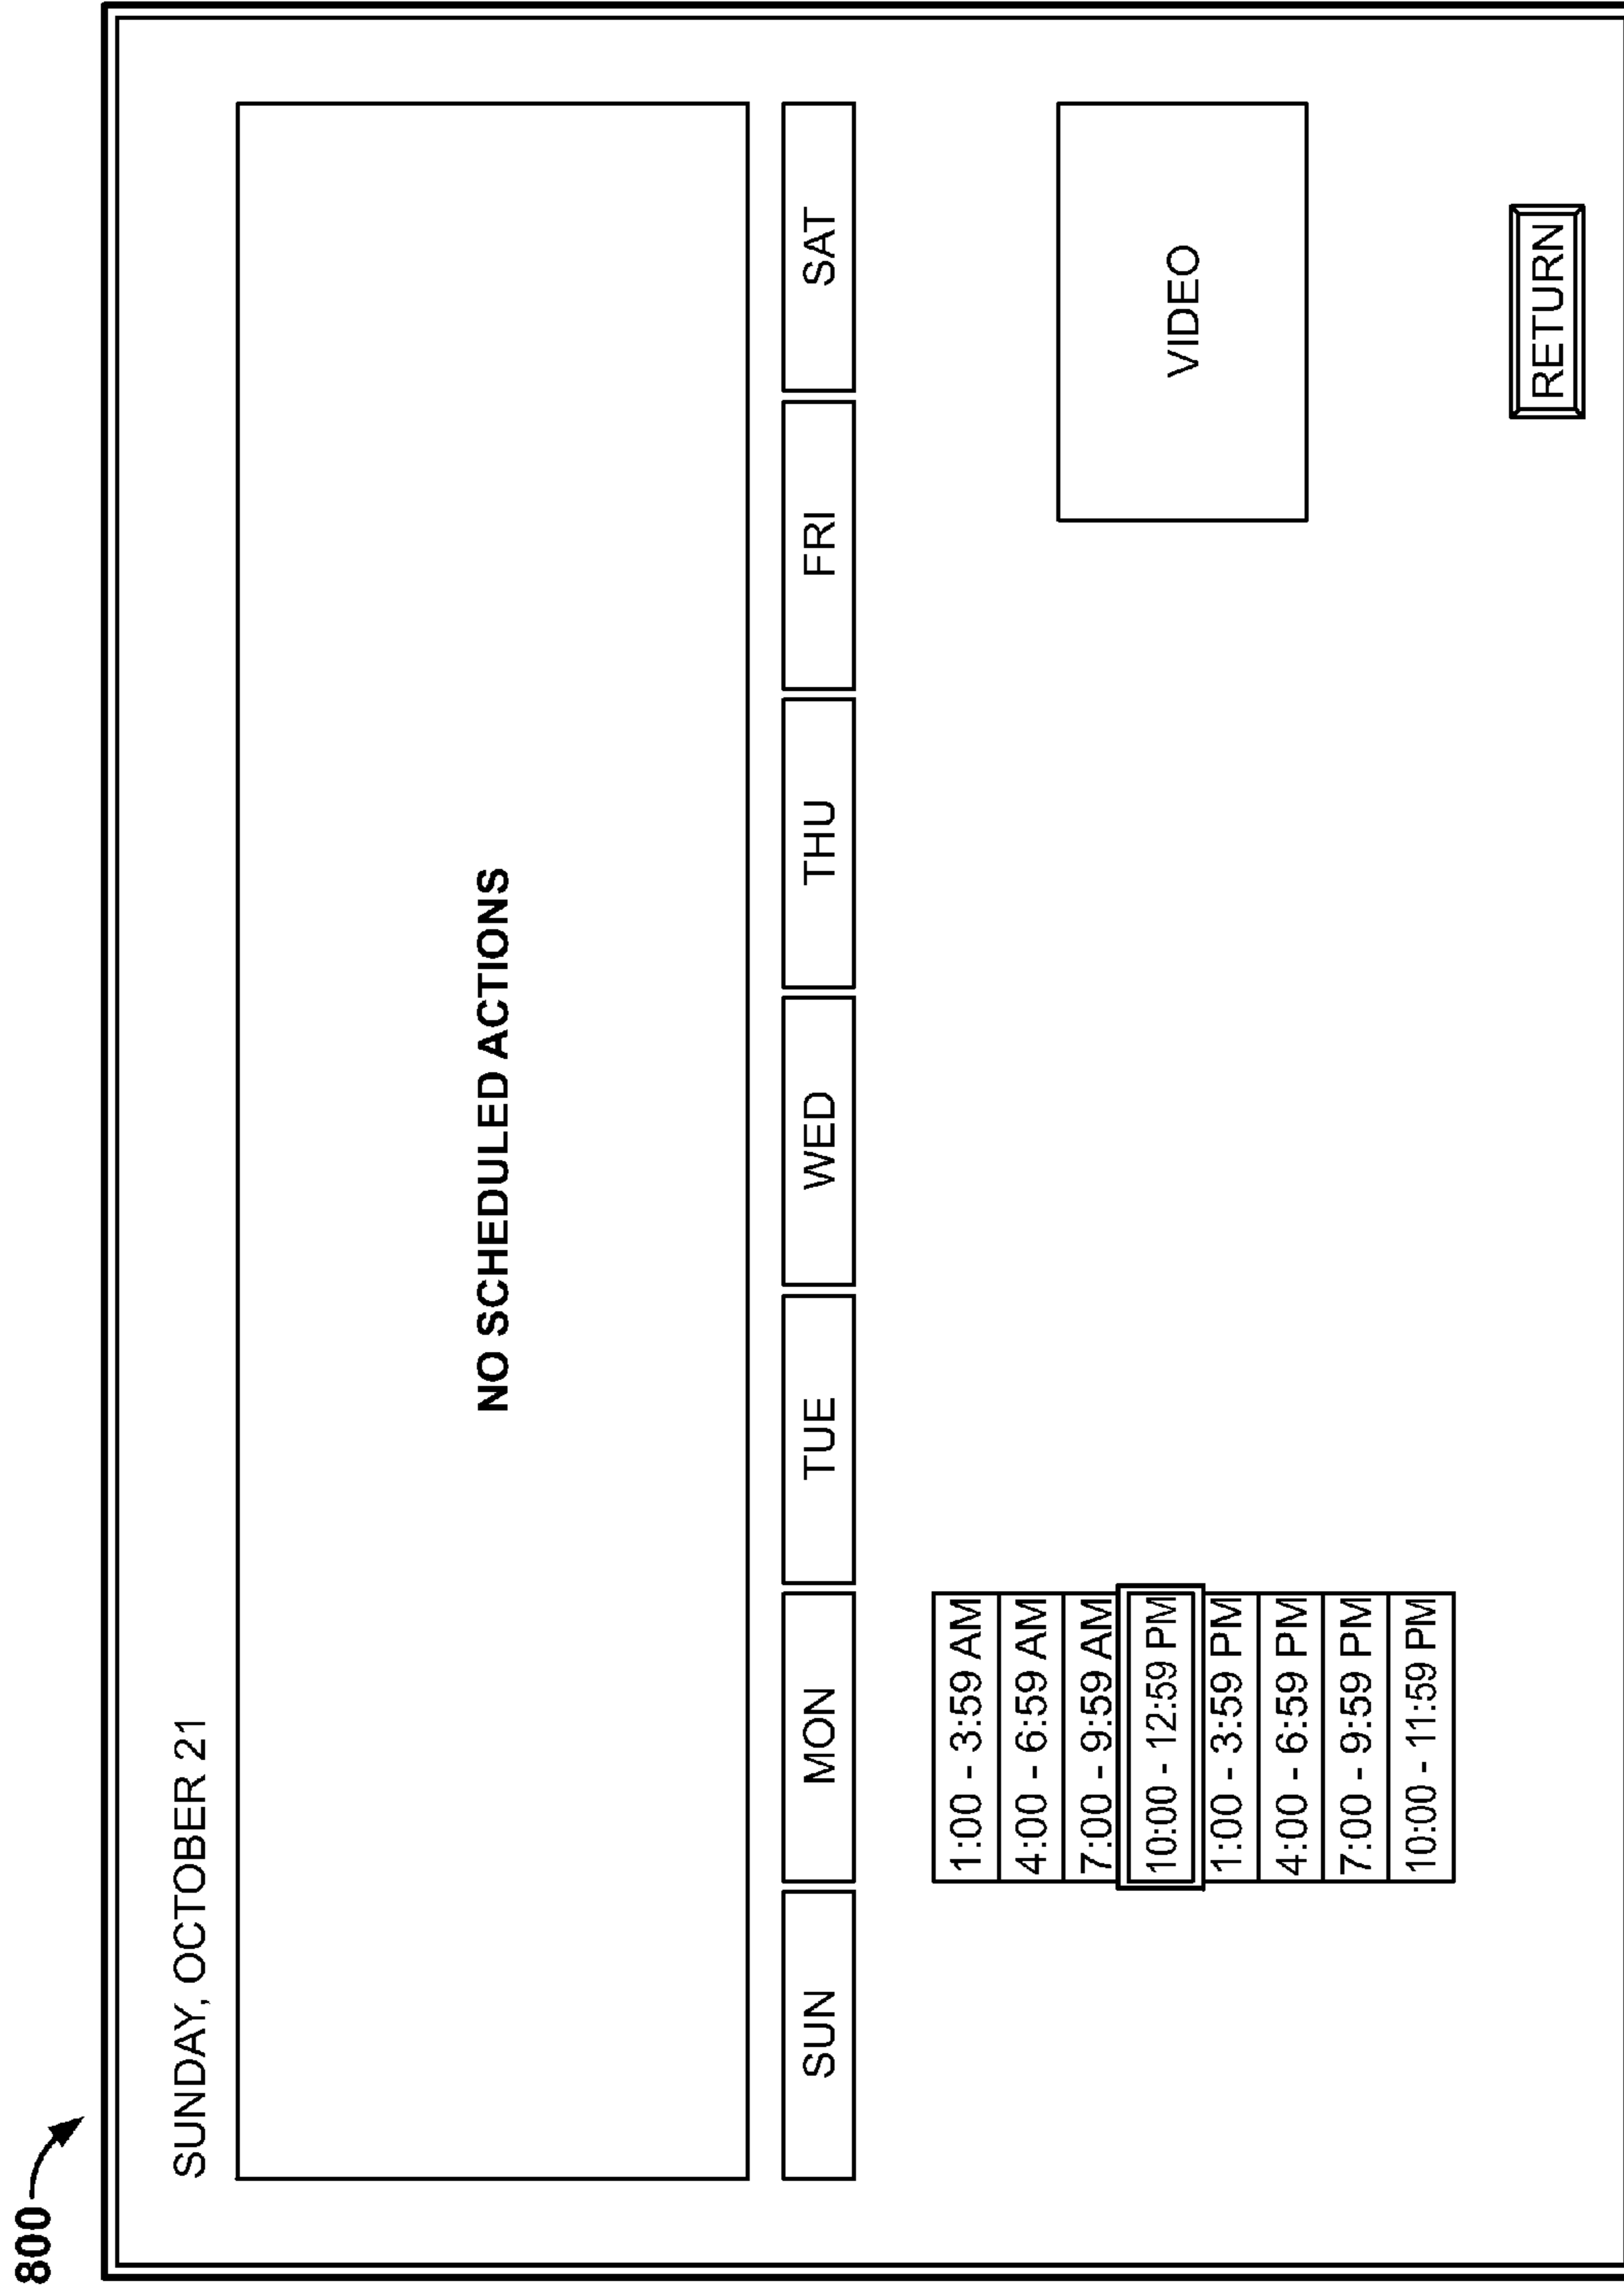 800
SUNDAY, OCTOBER 21
NO SCHEDULED ACTIONS
SUN
MON
TUE
WED
THU
FRI
SAT
1:00 - 3:59 AM
4:00 - 6:59 AM
7:00 - 9:59 AM
10:00 - 12:59 PM
1:00 - 3:59 PM
4:00 - 6:59 PM
7:00 - 9:59 PM
10:00 - 11:59 PM
VIDEO
RETURN